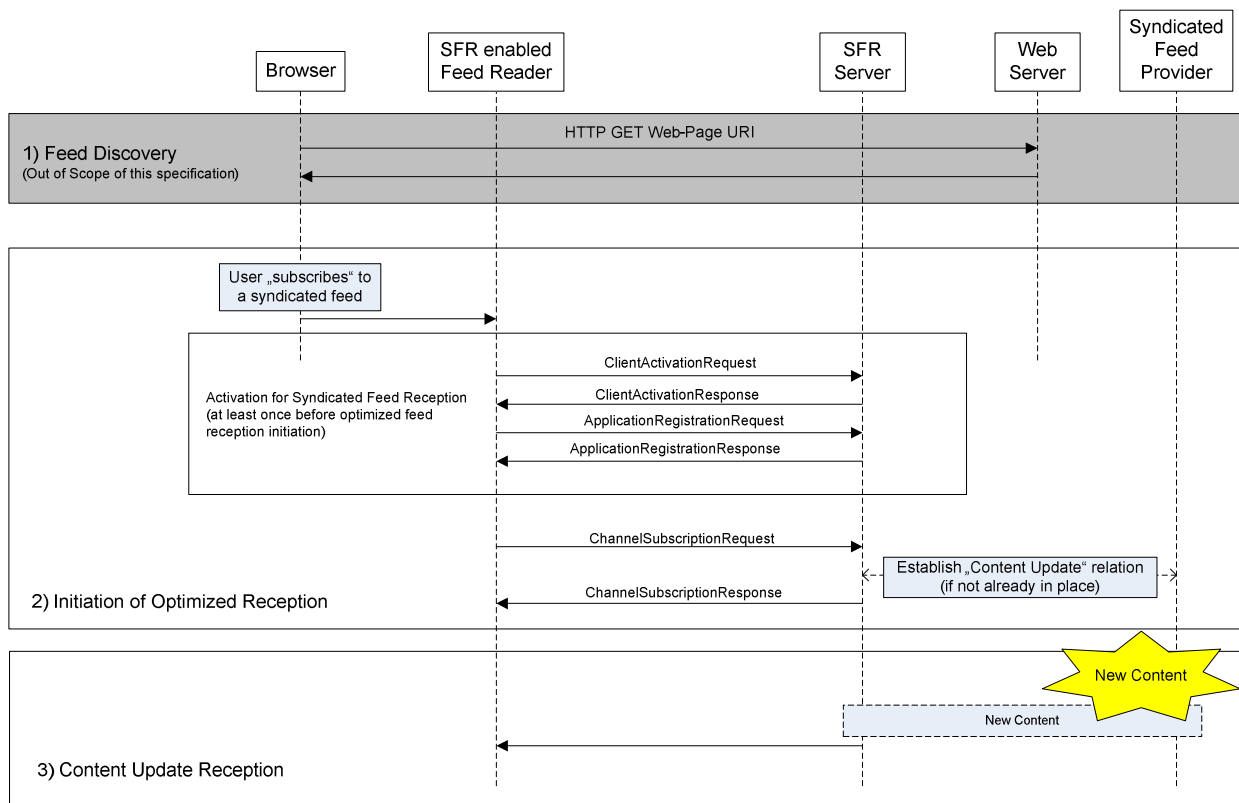 Browser
SFR enabled
Feed Reader
SFR
Server
Web
Server
Syndicated
Feed
Provider
HTTP GET Web-Page URI
1) Feed Discovery
(Out of Scope of this specification)
User „subscribes“ to
a syndicated feed
ClientActivationRequest
Activation for Syndicated Feed Reception
(at least once before optimized feed
reception initiation)
ClientActivationResponse
ApplicationRegistrationRequest
ApplicationRegistrationResponse
ChannelSubscriptionRequest
Establish „Content Update“ relation
(if not already in place)
ChannelSubscriptionResponse
2) Initiation of Optimized Reception
New Content
New Content
3) Content Update Reception